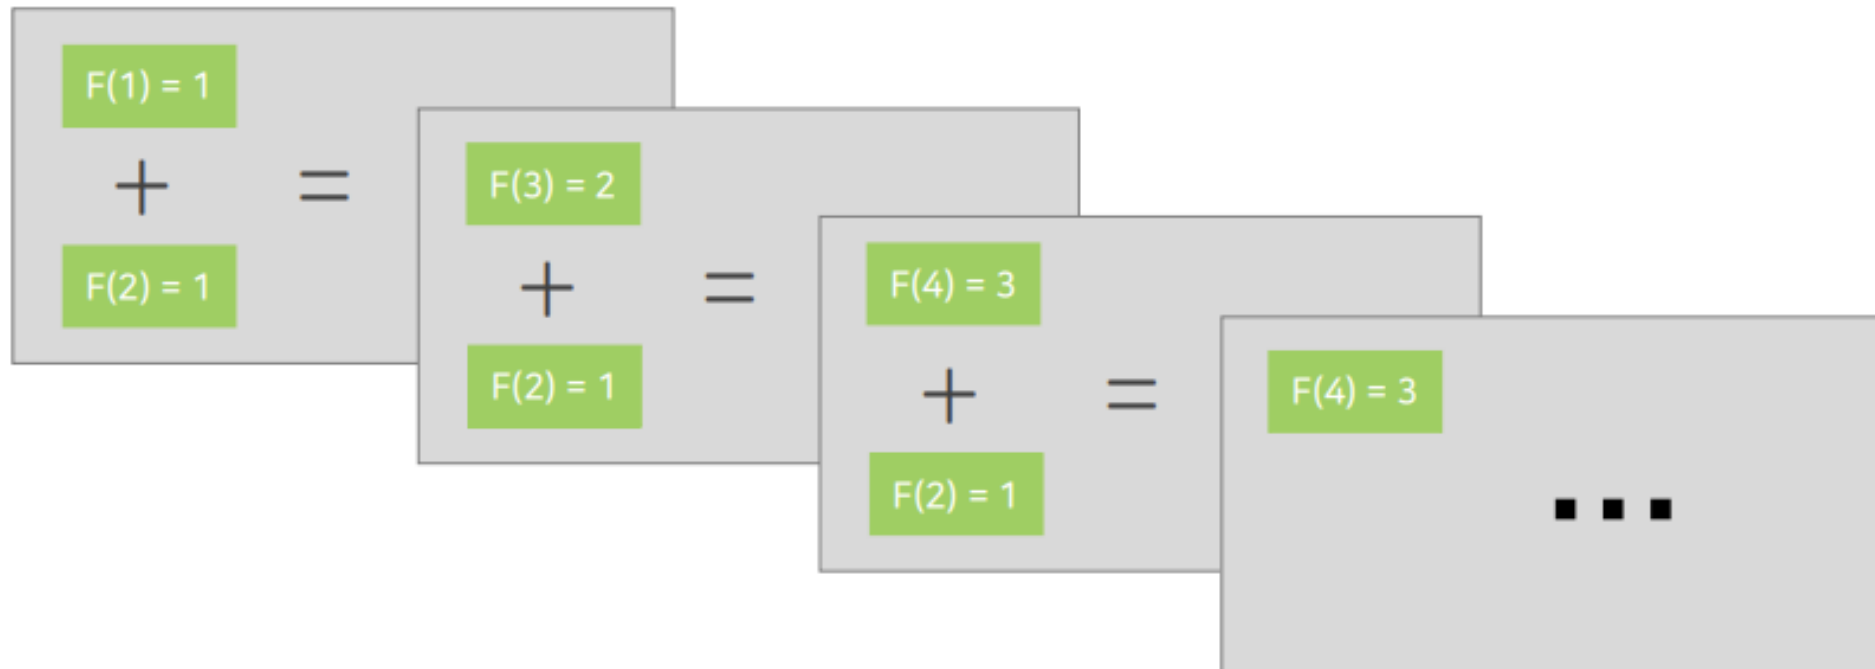 F(1) = 1
+
=
F(2) = 1
F(3) = 2
+
=
F(2) = 1
F(4) = 3
+
=
F(2) = 1
F(4) = 3
...